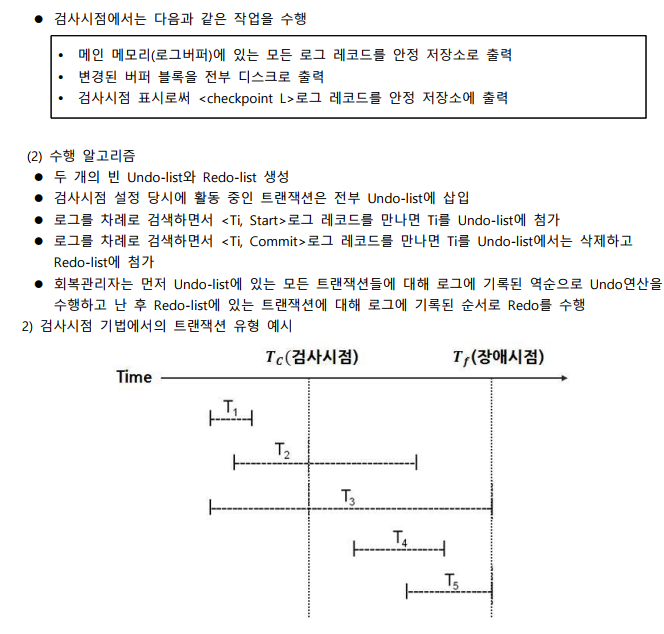 ● 검사시점에서는 다음과 같은 작업을 수행
• 메인 메모리(로그버퍼)에 있는 모든 로그 레코드를 안정 저장소로 출력
• 변경된 버퍼 블록을 전부 디스크로 출력
• 검사시점 표시로써 <checkpoint L>로그 레코드를 안정 저장소에 출력
(2) 수행 알고리즘
● 두 개의 빈 Undo-list와 Redo-list 생성
● 검사시점 설정 당시에 활동 중인 트랜잭션은 전부 Undo-list에 삽입
● 로그를 차례로 검색하면서 <Ti, Start>로그 레코드를 만나면 Ti를 Undo-list에 첨가
● 로그를 차례로 검색하면서 <Ti, Commit>로그 레코드를 만나면 Ti를 Undo-list에서는 삭제하고
Redo-list에 첨가
● 회복관리자는 먼저 Undo-list에 있는 모든 트랜잭션들에 대해 로그에 기록된 역순으로 Undo연산을
수행하고 난 후 Redo-list에 있는 트랜잭션에 대해 로그에 기록된 순서로 Redo를 수행
2) 검사시점 기법에서의 트랜잭션 유형 예시
T_C(검사시점) T_f(장애시점)
Time
T₁
T₂
T₃
T₄
T₅